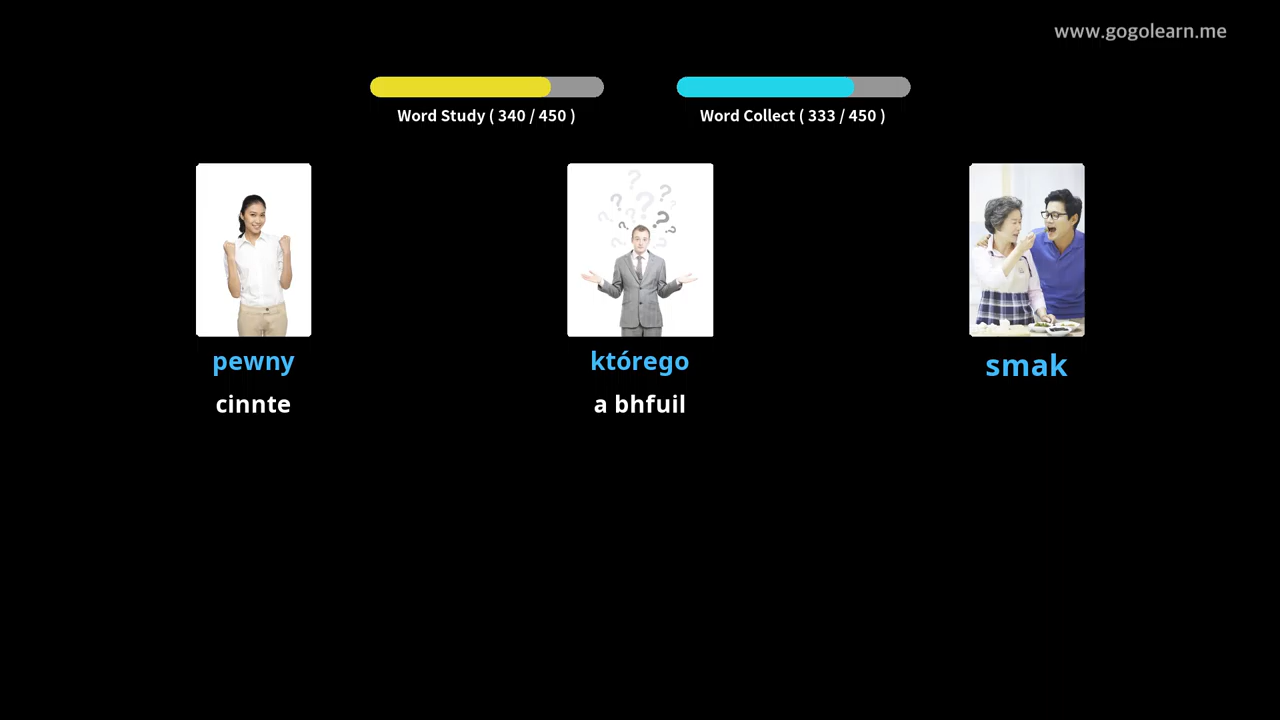 www.gogolearn.me
Word Study ( 340 / 450 )
Word Collect ( 333 / 450 )
pewny
którego
smak
cinnte
a bhfuil